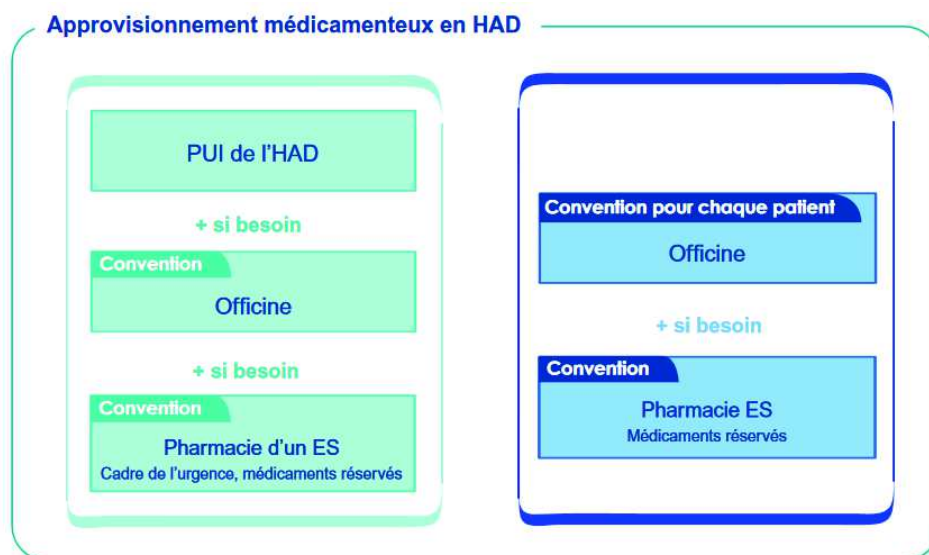 Approvisionnement médicamenteux en HAD
PUI de l'HAD
+ si besoin
Convention
Officine
+ si besoin
Convention
Pharmacie d'un ES
Cadre de l'urgence, médicaments réservés
Convention pour chaque patient
Officine
+ si besoin
Convention
Pharmacie ES
Médicaments réservés